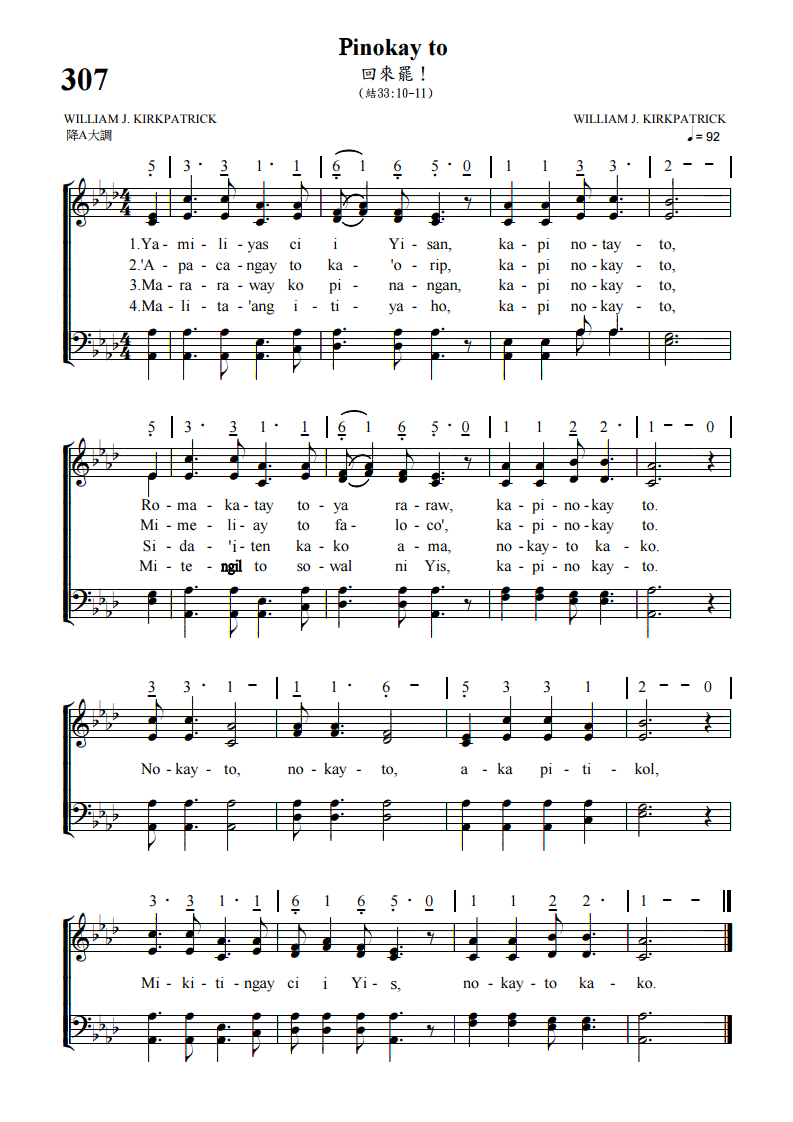 Pinokay to
回來罷！
307
（結33:10-11）
WILLIAM J. KIRKPATRICK WILLIAM J. KIRKPATRICK
降A大調 ♩ = 92
5 | 3 · 3 1 · 1 | 6 1 6 5 · 0 | 1 1 3 3 · | 2 – – |
1.Ya - mi - li - yas ci i Yi - san, ka - pi no - tay - to,
2.'A - pa - ca - ngay to ka - 'o - rip, ka - pi nokay - to,
3.Ma - ra - ra - way ko pi - na - ngan, ka - pi nokay - to,
4.Ma - li - ta - 'ang i - ti - ya - ho, ka - pi nokay - to,
5 | 3 · 3 1 · 1 | 6 1 6 5 · 0 | 1 1 2 2 · | 1 – – 0 |
Ro - ma - ka - tay to - ya ra - raw, ka - pi - no - kay to.
Mi - me - li - ay to fa - lo - co', ka - pi - no - kay to.
Si - da - 'i - ten ka - ko a - ma, no - kay - to ka - ko.
Mi - te - ngil to so - wal ni Yis, ka - pi - no kay - to.
3 3 · 1 – | 1 1 · 6 – | 5 3 3 1 | 2 – – 0 |
No - kay - to, no - kay - to, a - ka pi - ti - kol,
3 · 3 1 · 1 | 6 1 6 5 · 0 | 1 1 2 2 · | 1 – – ||
Mi - ki - ti - ngay ci i Yi - s, no - kay - to ka - ko.